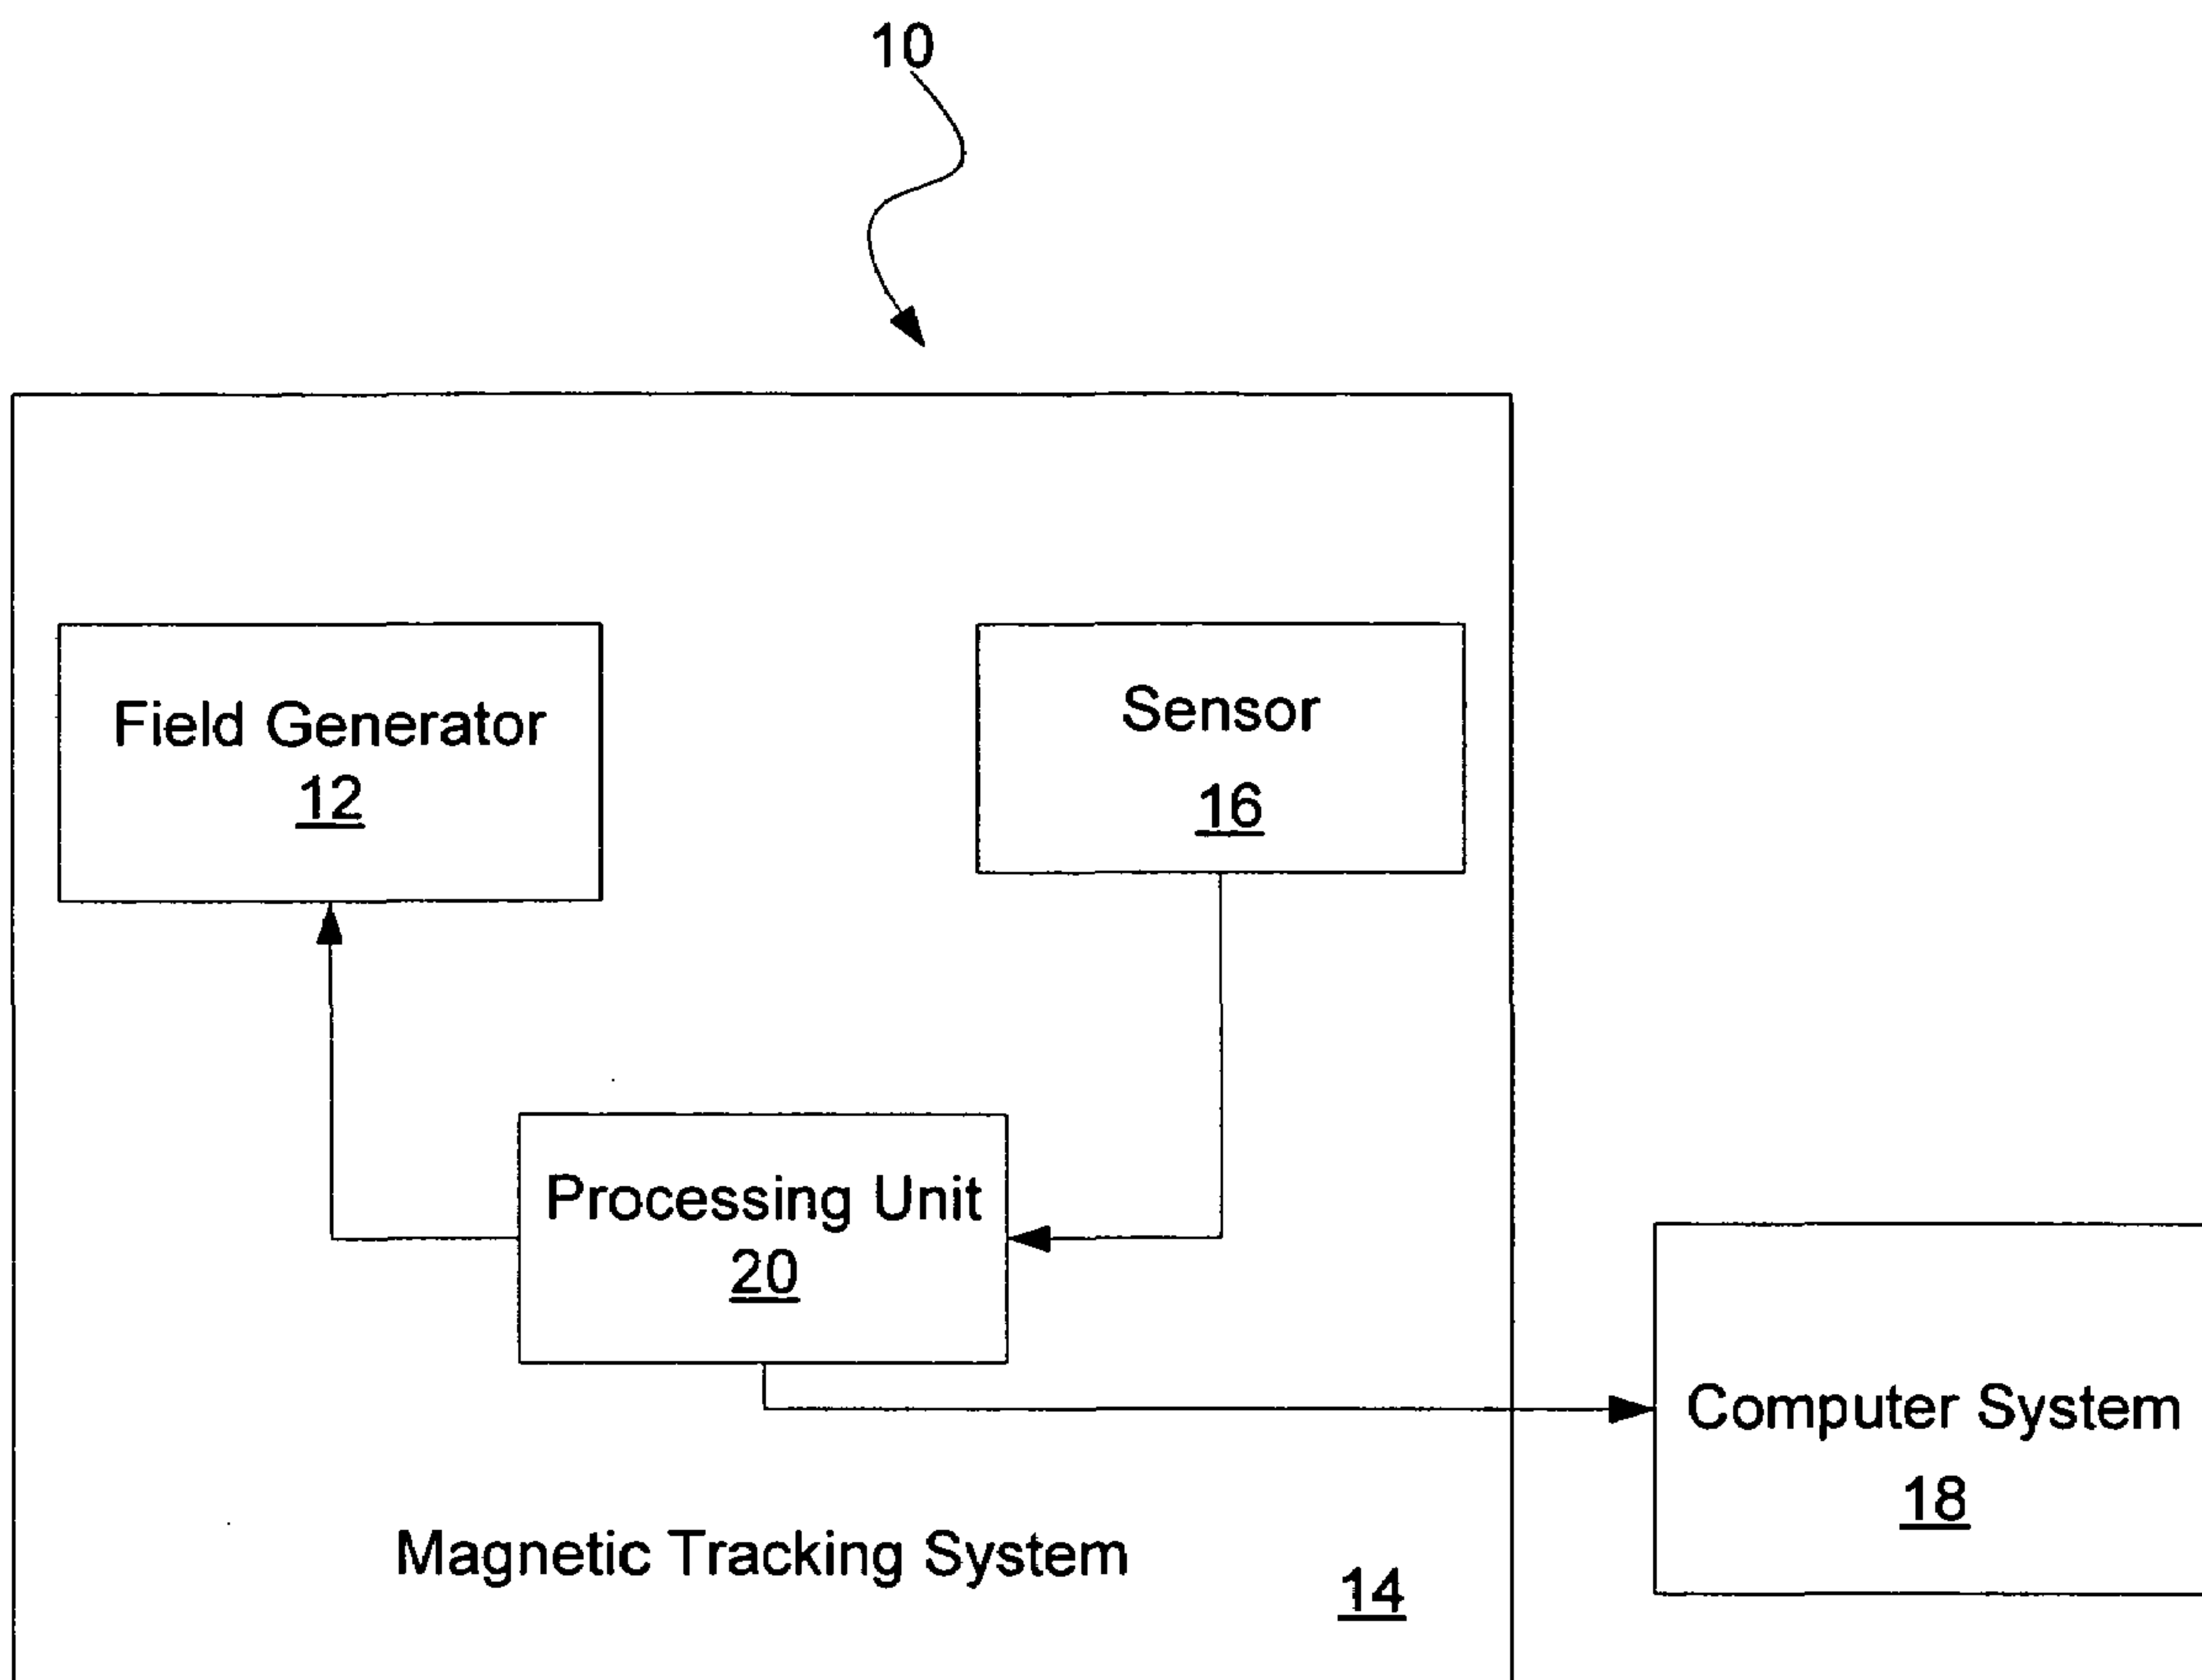 10
Field Generator
12
Sensor
16
Processing Unit
20
Computer System
18
Magnetic Tracking System
14